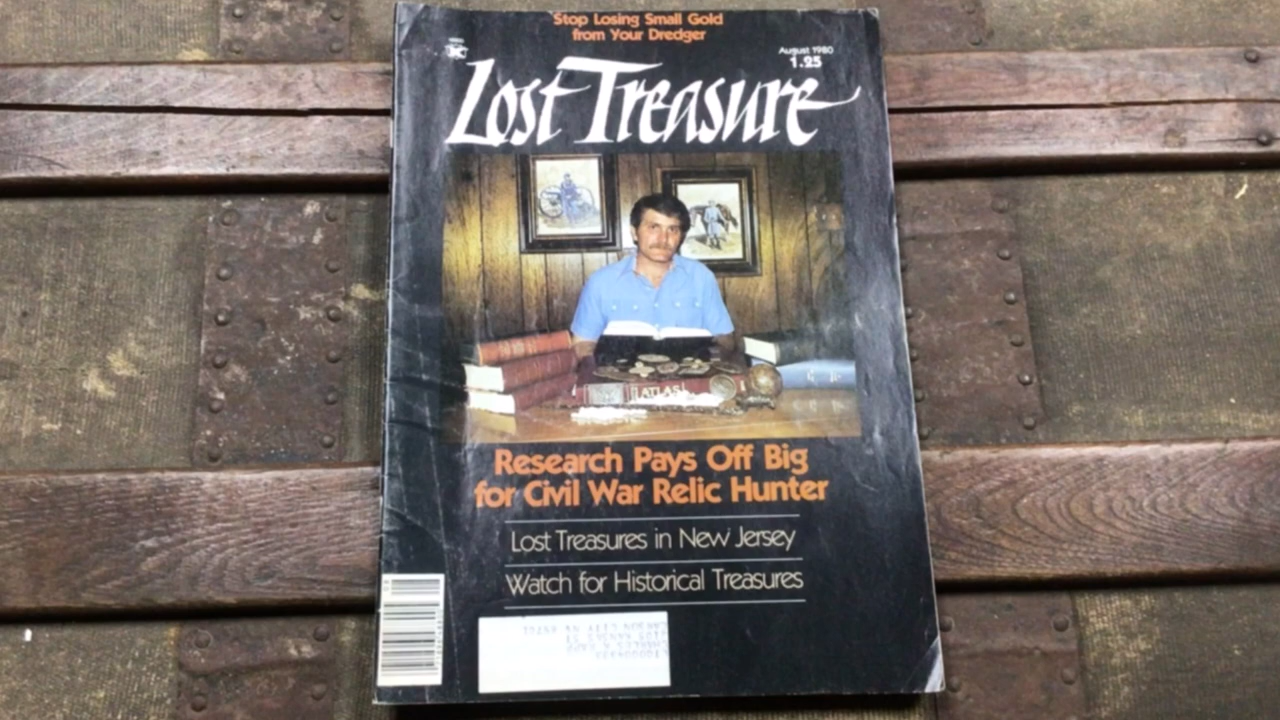 Stop Losing Small Gold
from Your Dredger
August 1980
1.25
Lost Treasure
ATLAS
Research Pays Off Big
for Civil War Relic Hunter
Lost Treasures in New Jersey
Watch for Historical Treasures